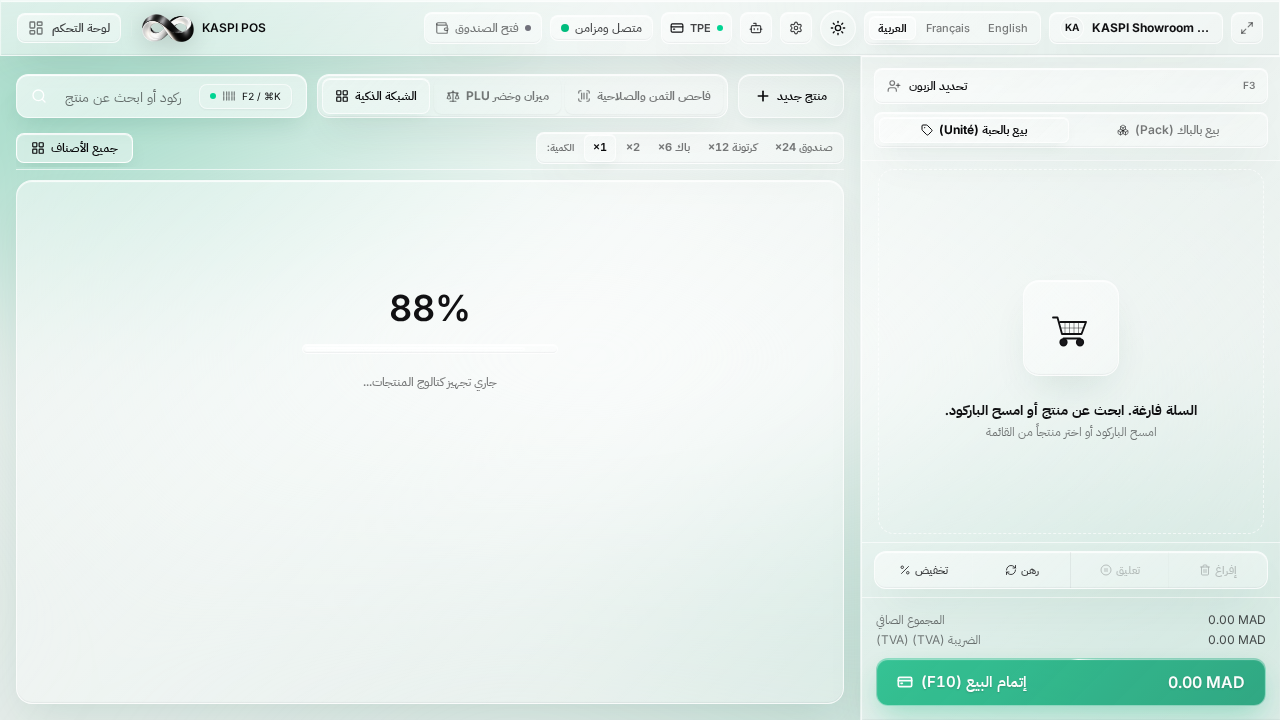 لوحة التحكم
KASPI POS
فتح الصندوق
متصل ومزامن
TPE
العربية
Français
English
KA
KASPI Showroom ...
ركود أو ابحث عن منتج
F2 / ⌘K
الشبكة الذكية
ميزان وخضر PLU
فاحص الثمن والصلاحية
منتج جديد
جميع الأصناف
الكمية:
×1
×2
باك 6×
كرتونة 12×
صندوق 24×
88%
جاري تجهيز كتالوج المنتجات...
تحديد الزبون
F3
بيع بالحبة (Unité)
بيع بالباك (Pack)
السلة فارغة. ابحث عن منتج أو امسح الباركود.
امسح الباركود أو اختر منتجاً من القائمة
تخفيض
رهن
تعليق
إفراغ
المجموع الصافي
0.00 MAD
الضريبة (TVA) (TVA)
0.00 MAD
إتمام البيع (F10)
0.00 MAD